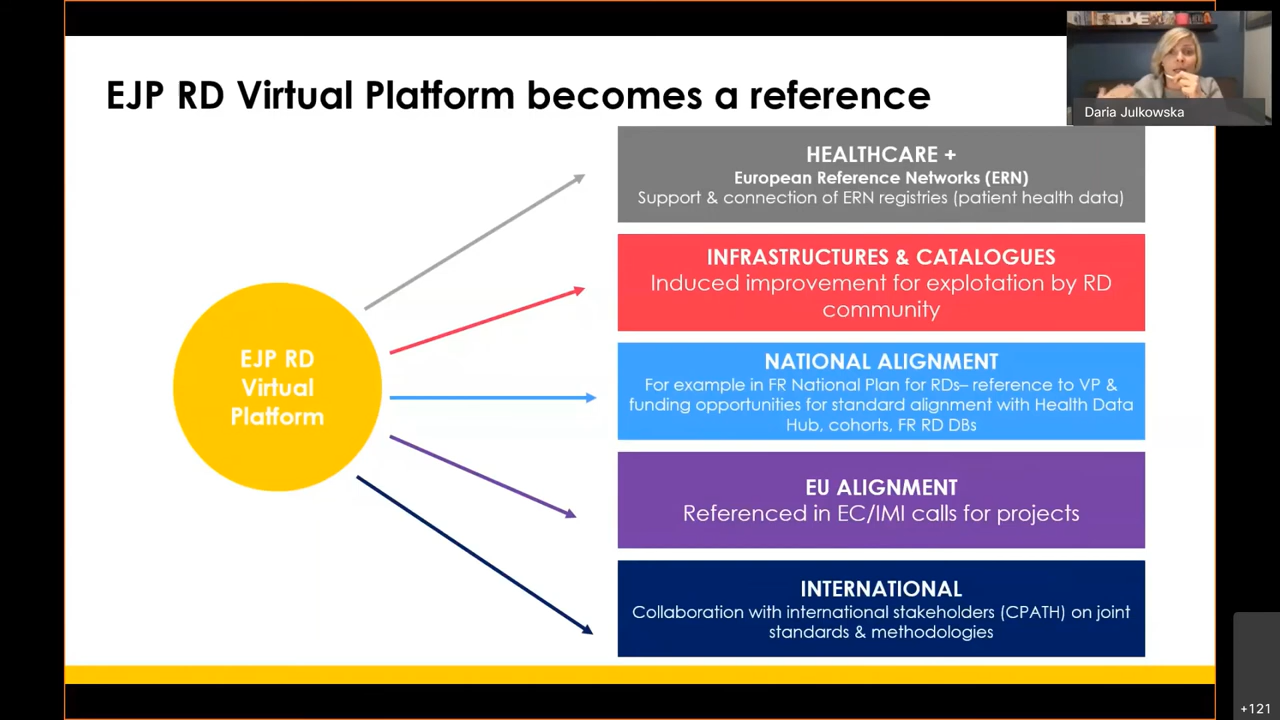 EJP RD Virtual Platform becomes a reference
Daria Julkowska
HEALTHCARE +
European Reference Networks (ERN)
Support & connection of ERN registries (patient health data)
INFRASTRUCTURES & CATALOGUES
Induced improvement for explotation by RD
community
EJP RD
Virtual
Platform
NATIONAL ALIGNMENT
For example in FR National Plan for RDs– reference to VP &
funding opportunities for standard alignment with Health Data
Hub, cohorts, FR RD DBs
EU ALIGNMENT
Referenced in EC/IMI calls for projects
INTERNATIONAL
Collaboration with international stakeholders (CPATH) on joint
standards & methodologies
+121